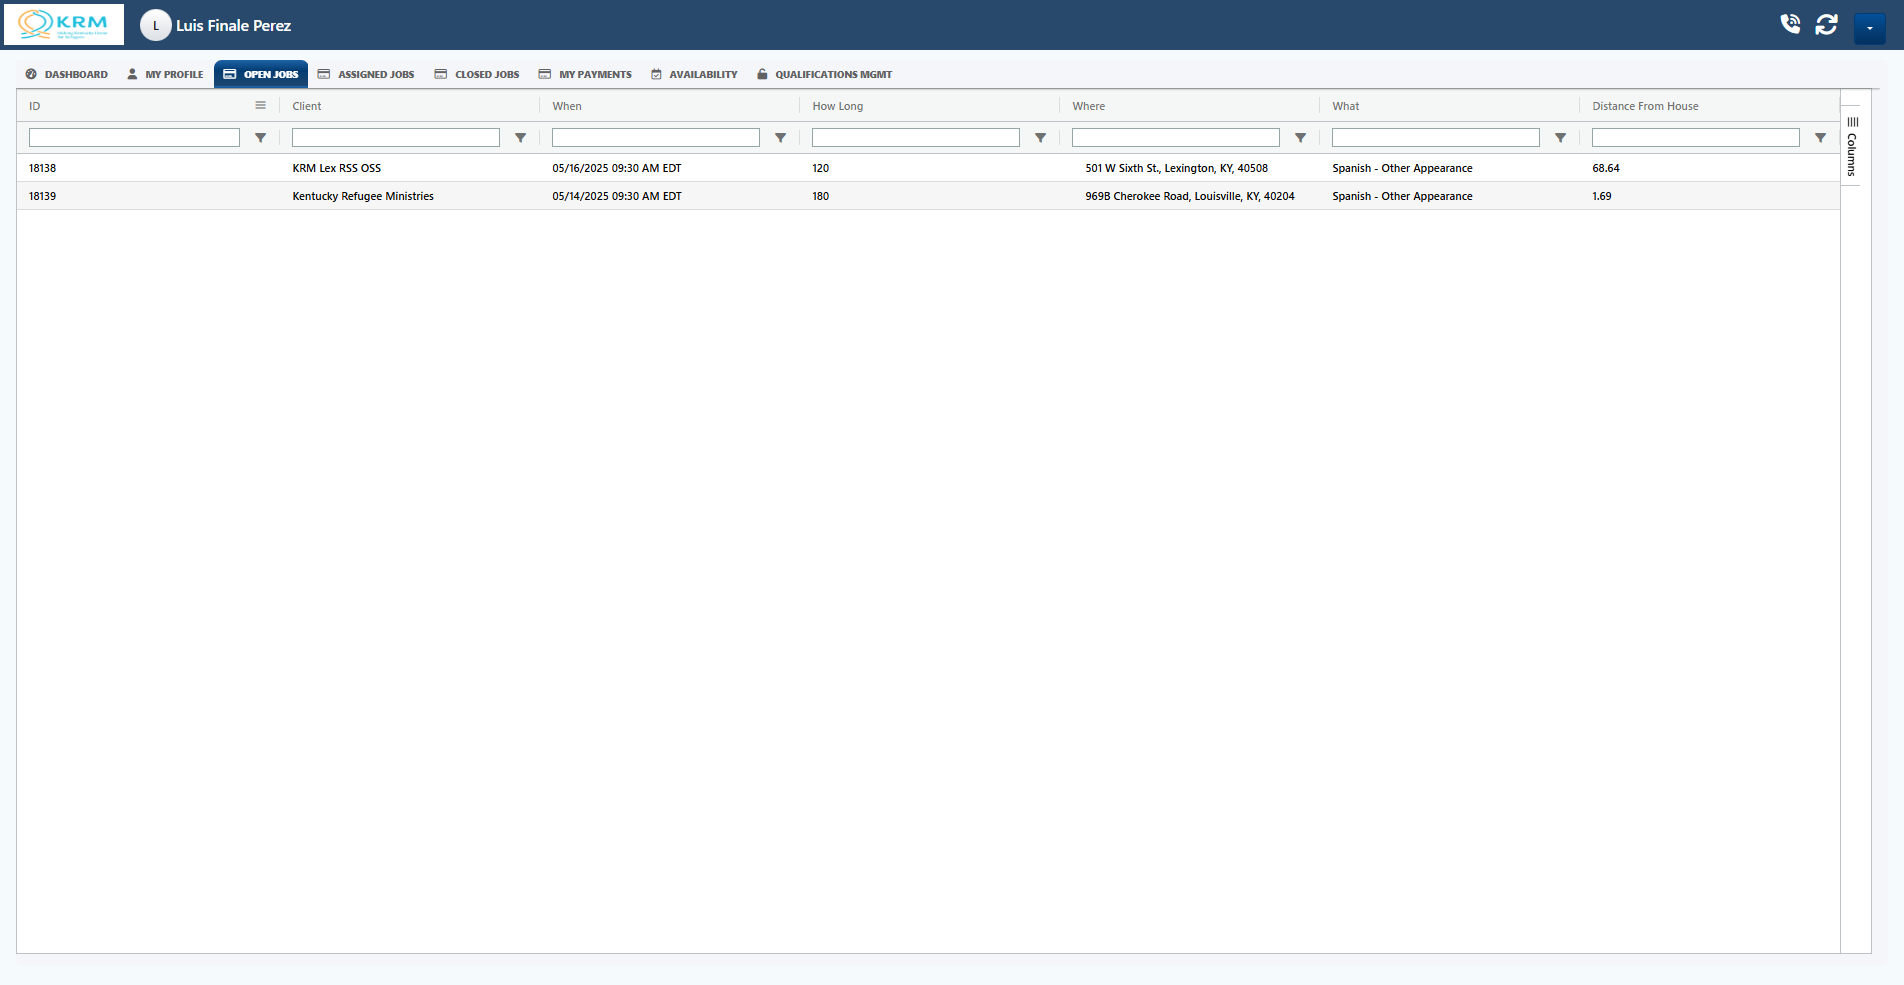 KRM
L Luis Finale Perez
DASHBOARD MY PROFILE OPEN JOBS ASSIGNED JOBS CLOSED JOBS MY PAYMENTS AVAILABILITY QUALIFICATIONS MGMT
ID Client When How Long Where What Distance From House
Columns
18138 KRM Lex RSS OSS 05/16/2025 09:30 AM EDT 120 501 W Sixth St., Lexington, KY, 40508 Spanish - Other Appearance 68.64
18139 Kentucky Refugee Ministries 05/14/2025 09:30 AM EDT 180 969B Cherokee Road, Louisville, KY, 40204 Spanish - Other Appearance 1.69